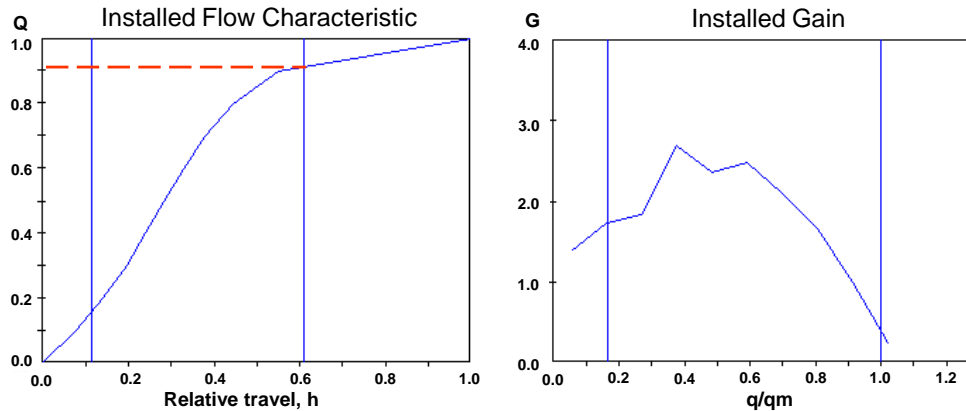 Installed Flow Characteristic
Q
1.0
0.8
0.6
0.4
0.2
0.0
0.0 0.2 0.4 0.6 0.8 1.0
Relative travel, h
Installed Gain
G
4.0
3.0
2.0
1.0
0.0
0.2 0.4 0.6 0.8 1.0 1.2
q/qm